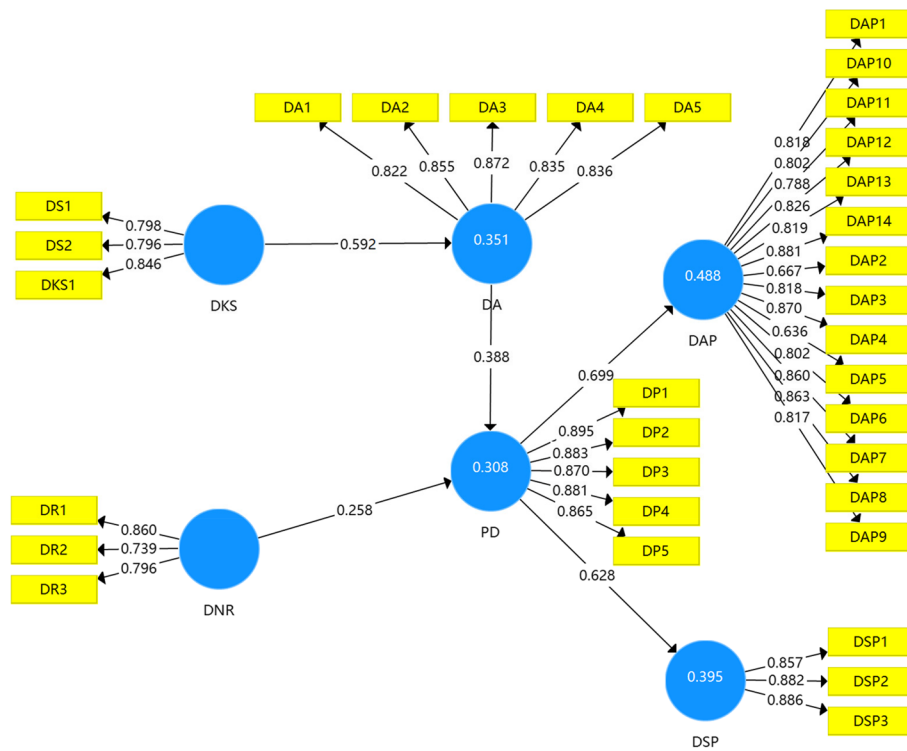 DAP1
DAP10
DAP11
DAP12
DAP13
DAP14
DAP2
DAP3
DAP4
DAP5
DAP6
DAP7
DAP8
DAP9
0.818
0.802
0.788
0.826
0.819
0.881
0.667
0.818
0.870
0.636
0.802
0.860
0.863
0.817
0.488
DAP
DA1 DA2 DA3 DA4 DA5
0.822 0.855 0.872 0.835 0.836
0.351
DA
DS1
DS2
DKS1
0.798
0.796
0.846
DKS
0.592
0.388
0.699
DP1
DP2
DP3
DP4
DP5
0.895
0.883
0.870
0.881
0.865
0.308
PD
DR1
DR2
DR3
0.860
0.739
0.796
DNR
0.258
0.628
0.395
DSP
0.857
0.882
0.886
DSP1
DSP2
DSP3